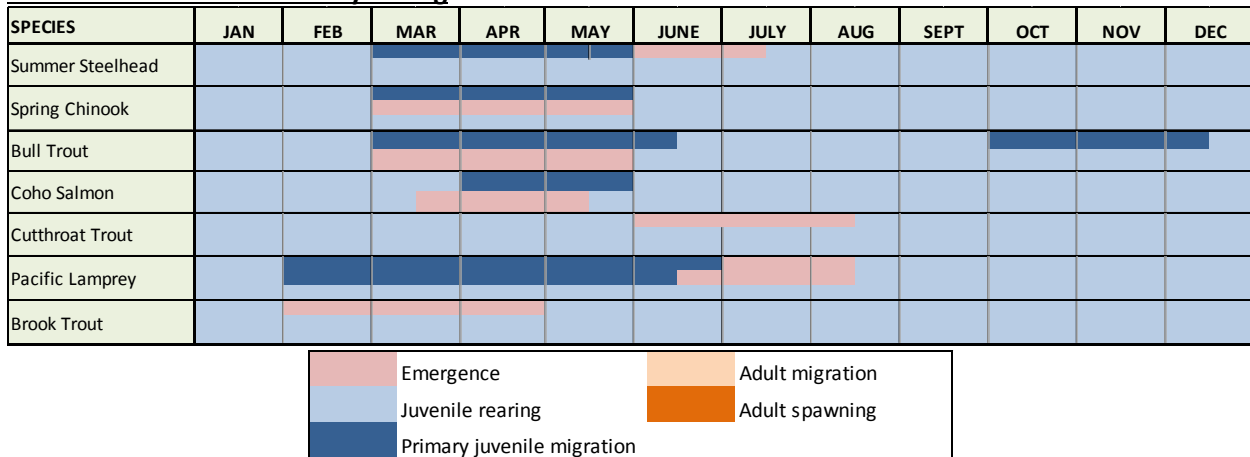 SPECIES JAN FEB MAR APR MAY JUNE JULY AUG SEPT OCT NOV DEC
Summer Steelhead
Spring Chinook
Bull Trout
Coho Salmon
Cutthroat Trout
Pacific Lamprey
Brook Trout
Emergence Adult migration
Juvenile rearing Adult spawning
Primary juvenile migration